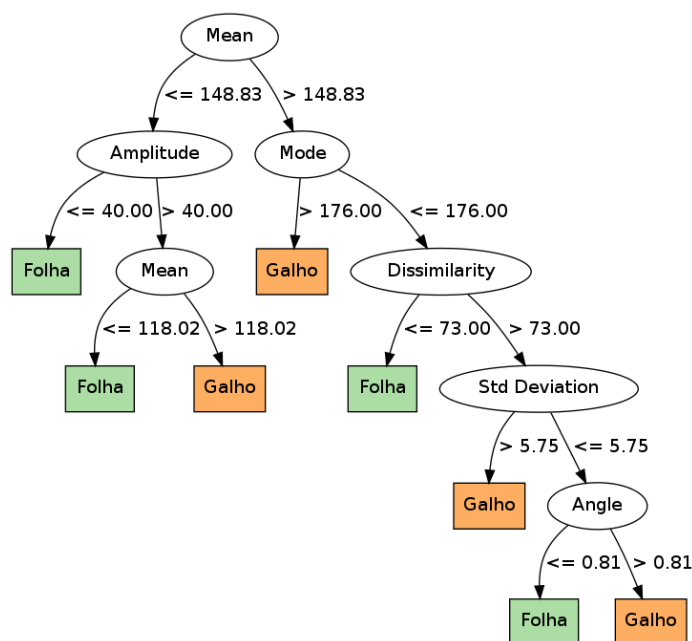 Mean
<= 148.83 > 148.83
Amplitude Mode
<= 40.00 > 40.00 > 176.00 <= 176.00
Folha Mean Galho Dissimilarity
<= 118.02 > 118.02 <= 73.00 > 73.00
Folha Galho Folha Std Deviation
> 5.75 <= 5.75
Galho Angle
<= 0.81 > 0.81
Folha Galho